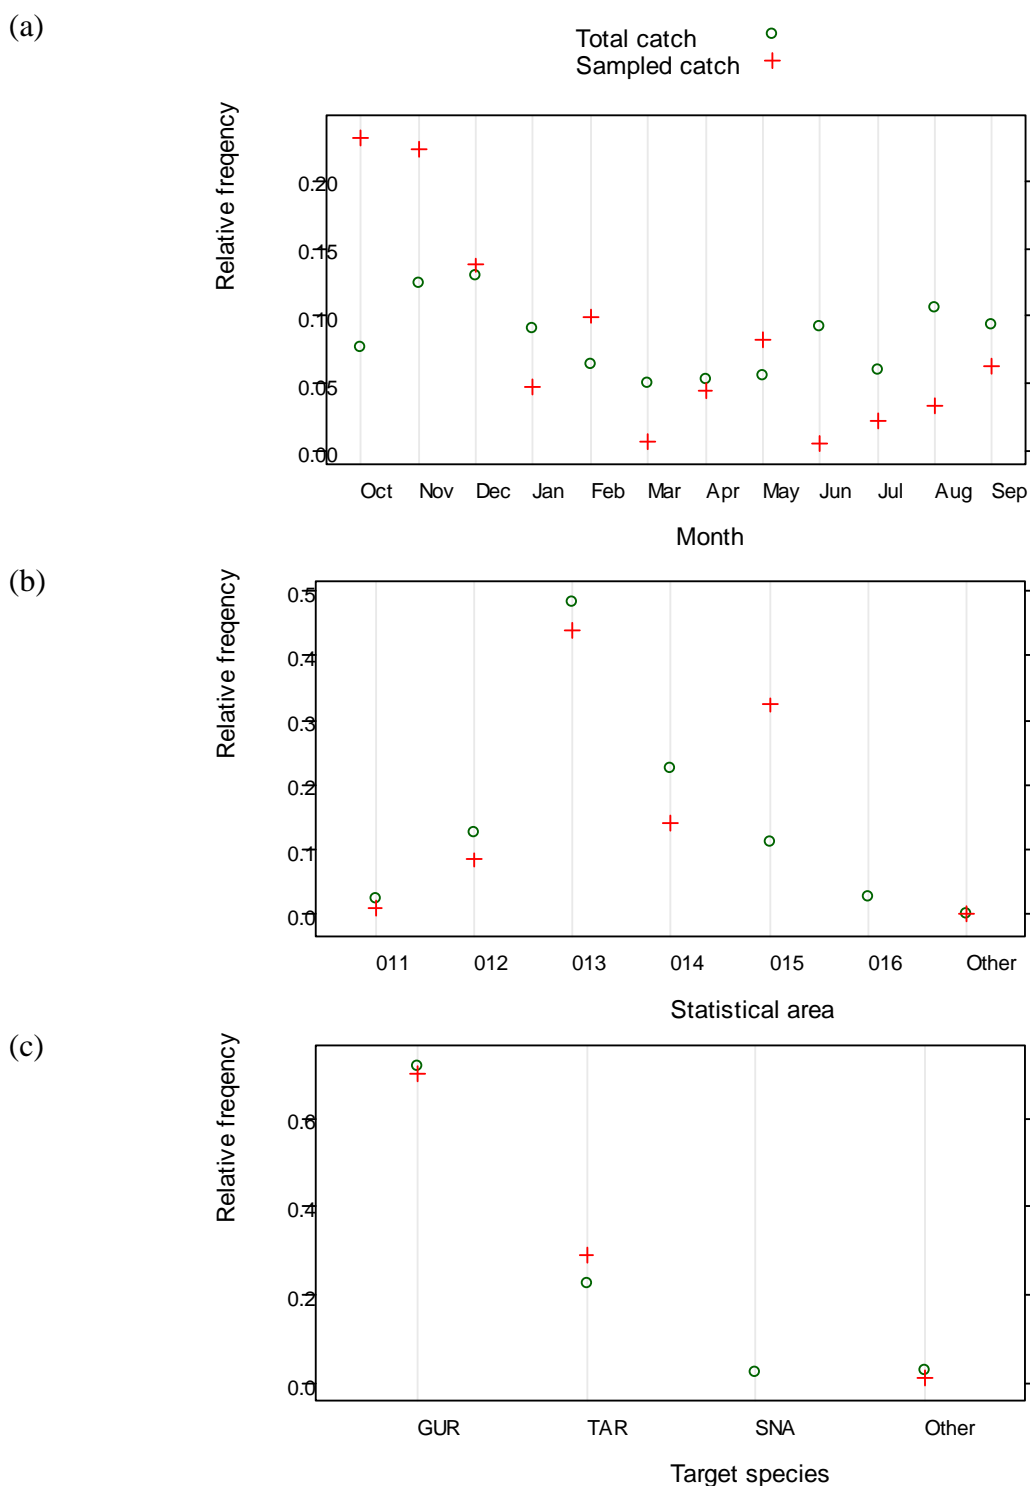 (a)
Total catch
Sampled catch
Relative freqency
0.20
0.15
0.10
0.05
0.00
Oct Nov Dec Jan Feb Mar Apr May Jun Jul Aug Sep
Month
(b)
Relative freqency
0.5
0.4
0.3
0.2
0.1
0.0
011 012 013 014 015 016 Other
Statistical area
(c)
Relative freqency
0.6
0.4
0.2
0.0
GUR TAR SNA Other
Target species